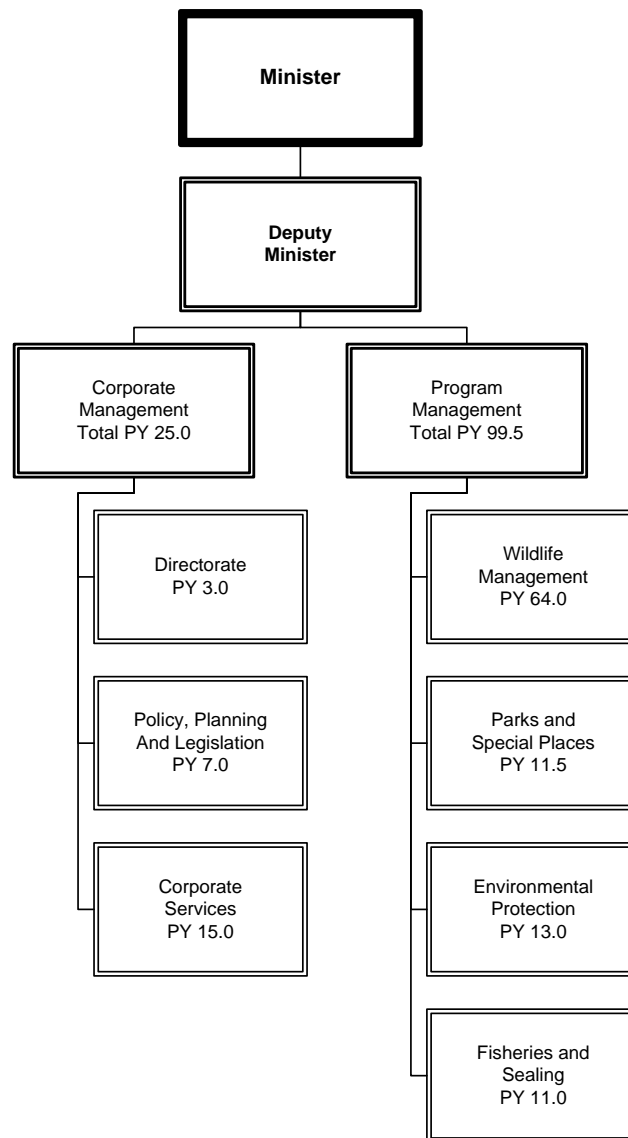 Minister
Deputy
Minister
Corporate
Management
Total PY 25.0
Program
Management
Total PY 99.5
Directorate
PY 3.0
Wildlife
Management
PY 64.0
Policy, Planning
And Legislation
PY 7.0
Parks and
Special Places
PY 11.5
Corporate
Services
PY 15.0
Environmental
Protection
PY 13.0
Fisheries and
Sealing
PY 11.0